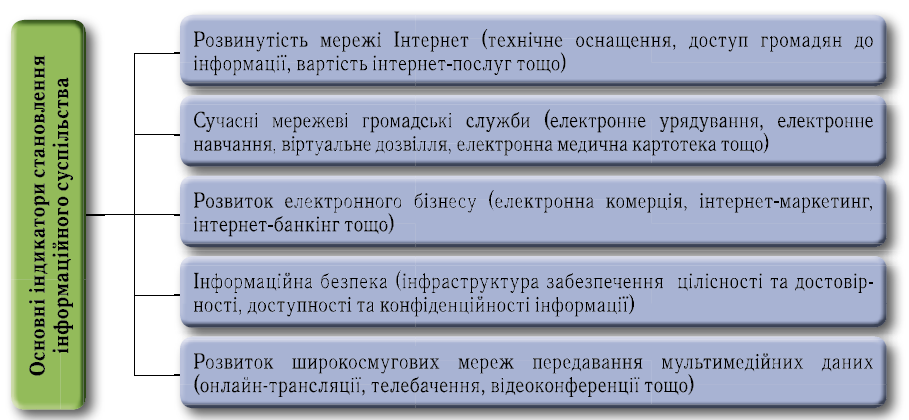 Основні індикатори становлення
інформаційного суспільства
Розвинутість мережі Інтернет (технічне оснащення, доступ громадян до
інформації, вартість інтернет-послуг тощо)
Сучасні мережеві громадські служби (електронне урядування, електронне
навчання, віртуальне дозвілля, електронна медична картотека тощо)
Розвиток електронного бізнесу (електронна комерція, інтернет-маркетинг,
інтернет-банкінг тощо)
Інформаційна безпека (інфраструктура забезпечення цілісності та достовір-
ності, доступності та конфіденційності інформації)
Розвиток широкосмугових мереж передавання мультимедійних даних
(онлайн-трансляції, телебачення, відеоконференції тощо)